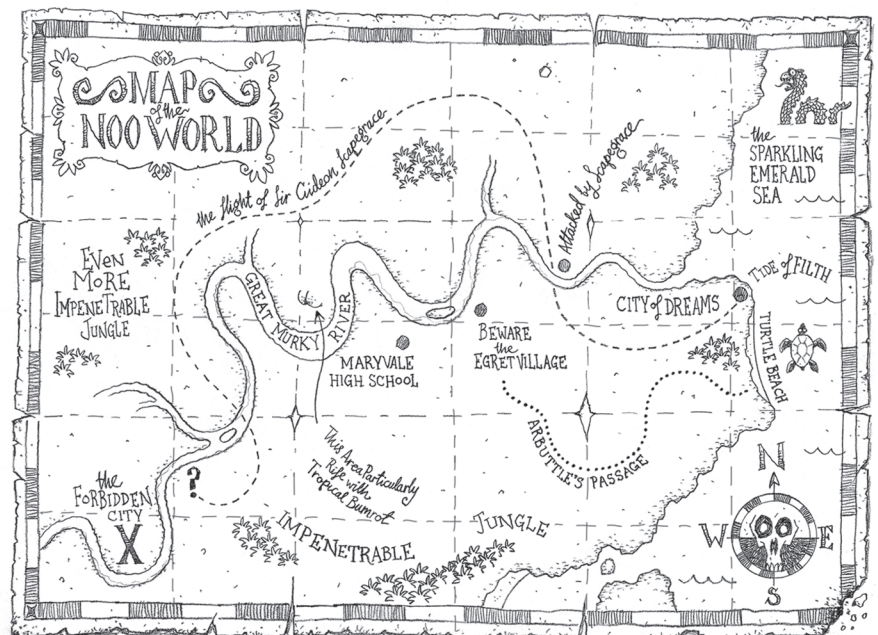 MAP
of the
NOO WORLD
the
SPARKLING
EMERALD
SEA
the flight of Sir Gideon Scapegrace
Attacked by Scapegrace
EVEN
MORE
IMPENETRABLE
JUNGLE
GREAT MURKY RIVER
TIDE of FILTH
CITY of DREAMS
TURTLE BEACH
MARYVALE
HIGH SCHOOL
BEWARE
the
EGRET VILLAGE
ARBUTTLE'S PASSAGE
This Area Particularly
Rife with
Tropical Bumrot
the
FORBIDDEN
CITY
X
?
IMPENETRABLE JUNGLE
N
W E
S